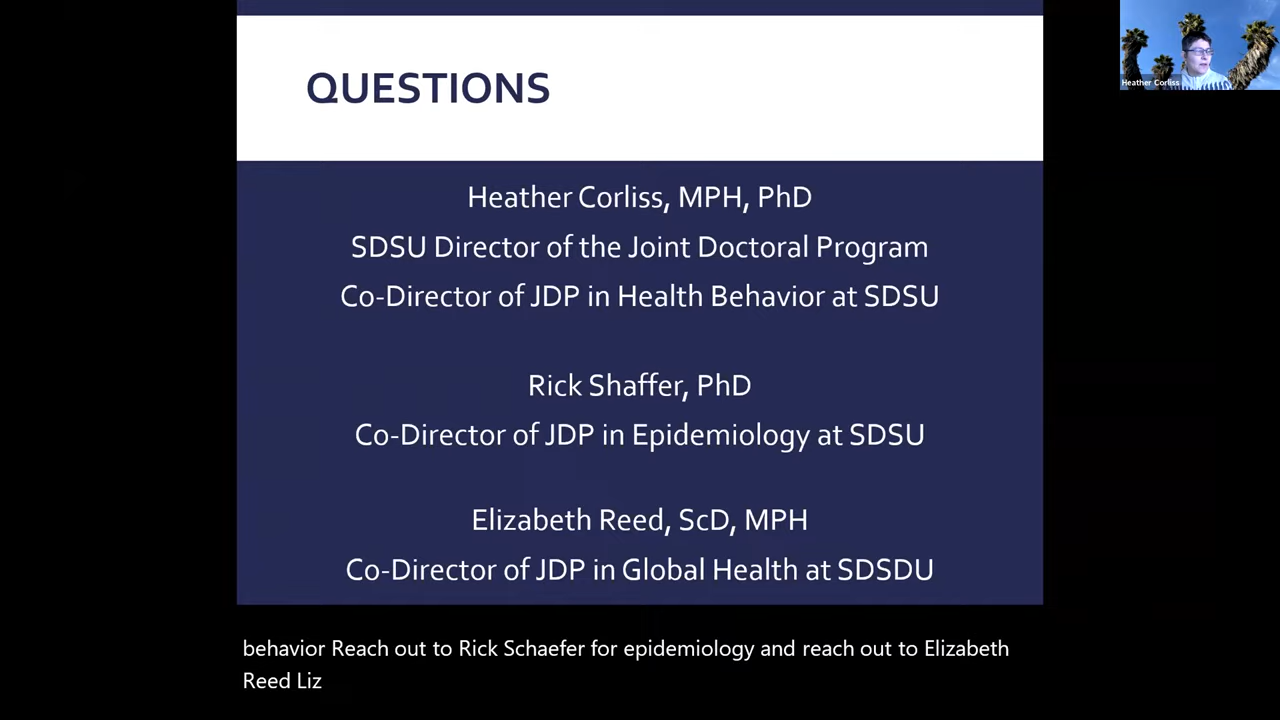 QUESTIONS
Heather Corliss
Heather Corliss, MPH, PhD
SDSU Director of the Joint Doctoral Program
Co-Director of JDP in Health Behavior at SDSU
Rick Shaffer, PhD
Co-Director of JDP in Epidemiology at SDSU
Elizabeth Reed, ScD, MPH
Co-Director of JDP in Global Health at SDSDU
behavior Reach out to Rick Schaefer for epidemiology and reach out to Elizabeth
Reed Liz